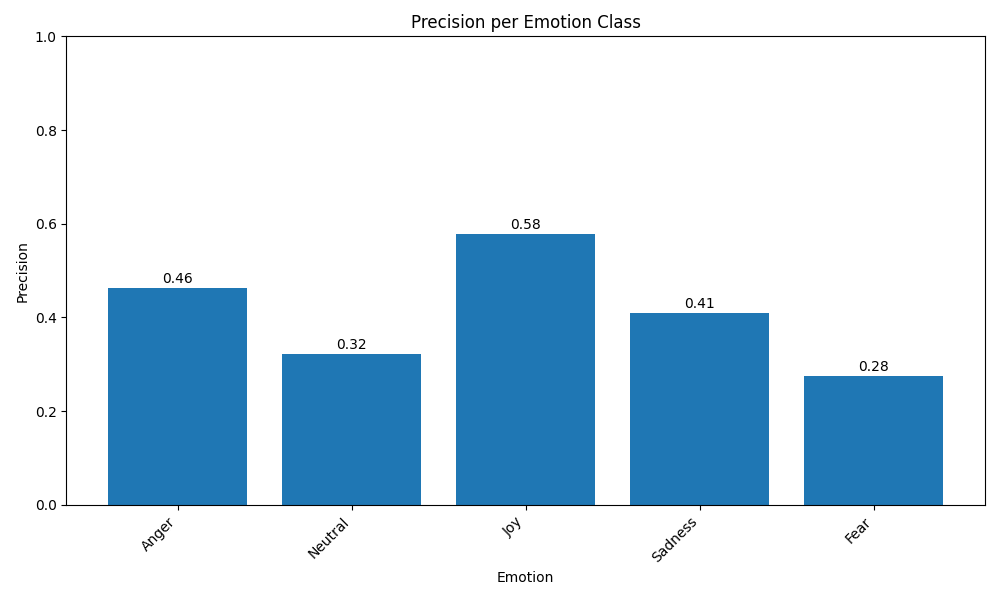 Precision per Emotion Class
1.0
0.8
0.6
0.4
0.2
0.0
Precision
0.46
0.32
0.58
0.41
0.28
Anger
Neutral
Joy
Sadness
Fear
Emotion